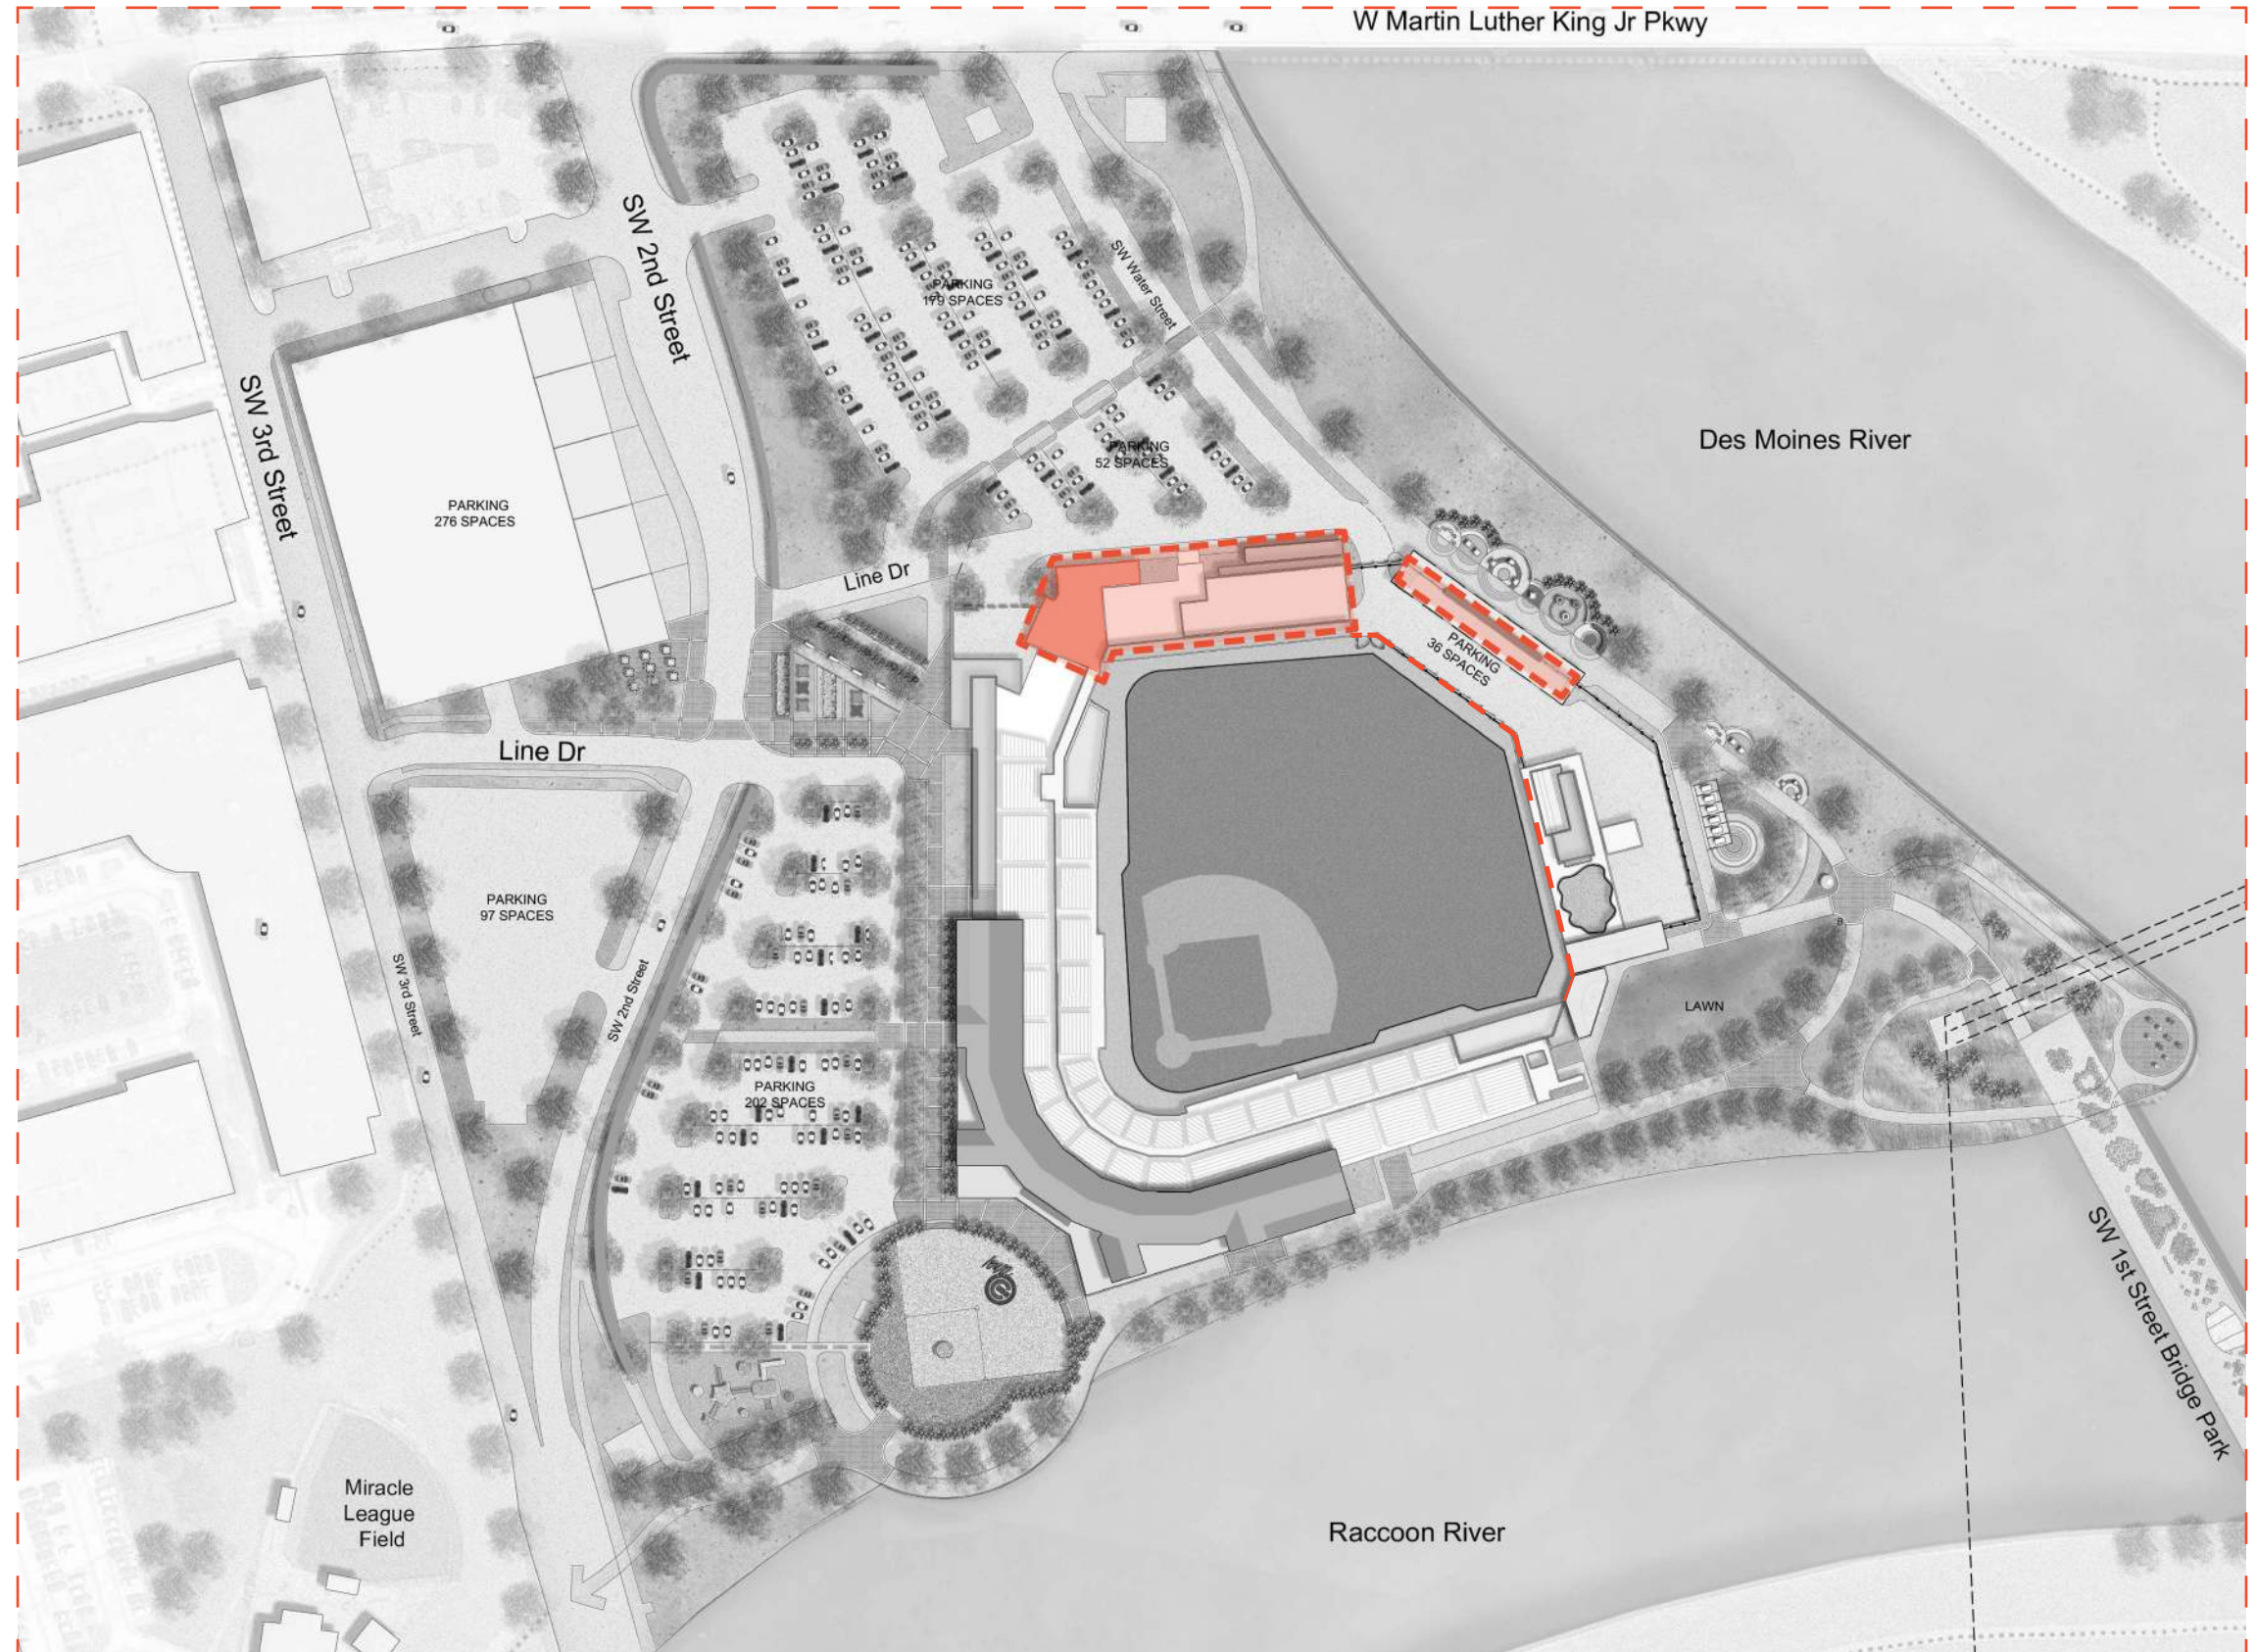 W Martin Luther King Jr Pkwy
SW 2nd Street
SW Water Street
PARKING
179 SPACES
SW 3rd Street
Des Moines River
PARKING
52 SPACES
PARKING
276 SPACES
Line Dr
PARKING
36 SPACES
Line Dr
PARKING
97 SPACES
SW 3rd Street
SW 2nd Street
LAWN
PARKING
202 SPACES
SW 1st Street Bridge Park
Miracle
League
Field
Raccoon River